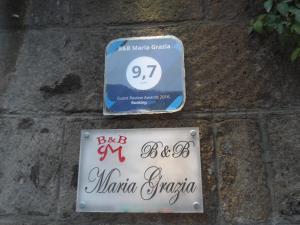 B&B Maria Grazia
9,7
Guest Review Awards 2016
Booking.com
B&B
M
B&B
Maria Grazia